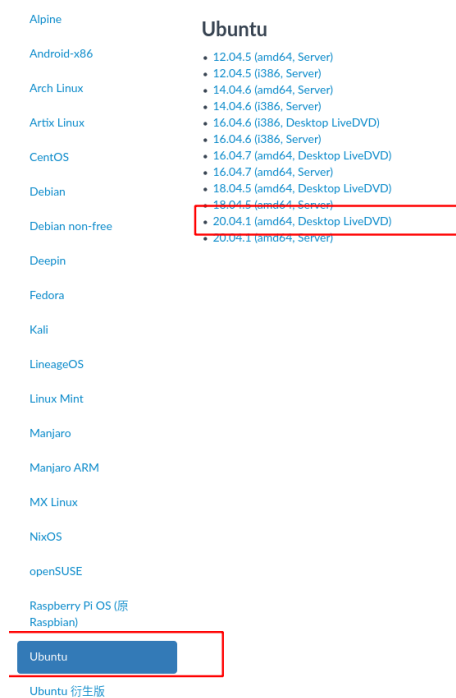 Alpine
Android-x86
Arch Linux
Artix Linux
CentOS
Debian
Debian non-free
Deepin
Fedora
Kali
LineageOS
Linux Mint
Manjaro
Manjaro ARM
MX Linux
NixOS
openSUSE
Raspberry Pi OS (原
Raspbian)
Ubuntu
Ubuntu 衍生版
Ubuntu
12.04.5 (amd64, Server)
12.04.5 (i386, Server)
14.04.6 (amd64, Server)
14.04.6 (i386, Server)
16.04.6 (i386, Desktop LiveDVD)
16.04.6 (i386, Server)
16.04.7 (amd64, Desktop LiveDVD)
16.04.7 (amd64, Server)
18.04.5 (amd64, Desktop LiveDVD)
18.04.5 (amd64, Server)
20.04.1 (amd64, Desktop LiveDVD)
20.04.1 (amd64, Server)